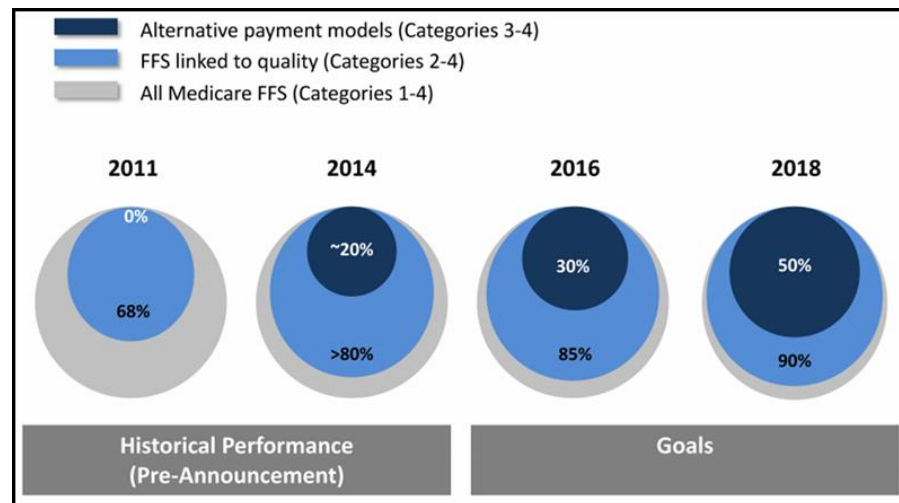 Alternative payment models (Categories 3-4)
FFS linked to quality (Categories 2-4)
All Medicare FFS (Categories 1-4)
2011
2014
2016
2018
0%
~20%
30%
50%
68%
>80%
85%
90%
Historical Performance
(Pre-Announcement)
Goals